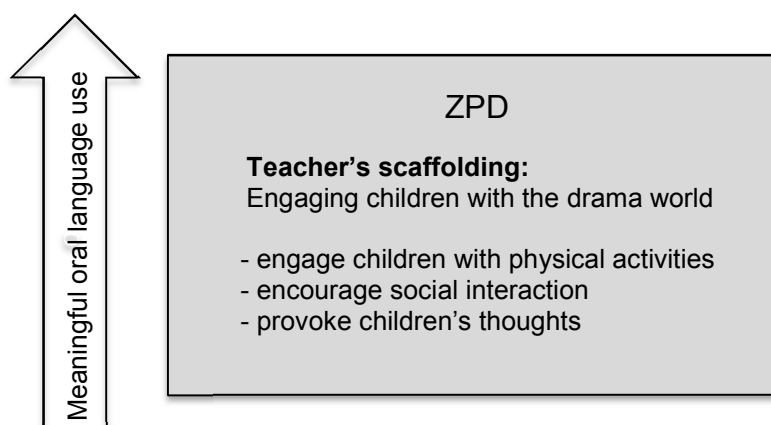 Meaningful oral language use
ZPD
Teacher’s scaffolding:
Engaging children with the drama world
- engage children with physical activities
- encourage social interaction
- provoke children’s thoughts